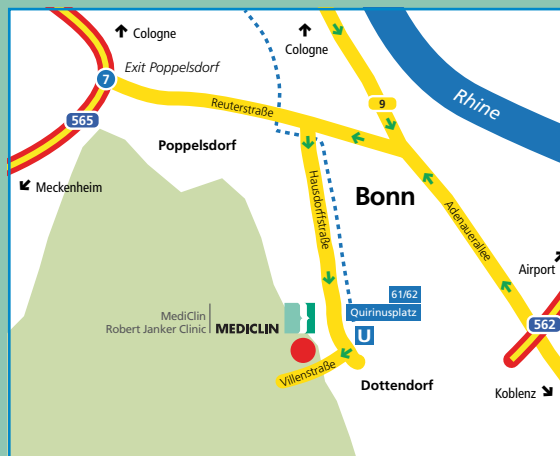 Cologne
Cologne
Exit Poppelsdorf
7
Reuterstraße
9
Rhine
565
Poppelsdorf
Meckenheim
Hausdorffstraße
Bonn
Adenauerallee
Airport
61/62
Quirinusplatz
U
562
MediClin
Robert Janker Clinic
MEDICLIN
Villenstraße
Dottendorf
Koblenz